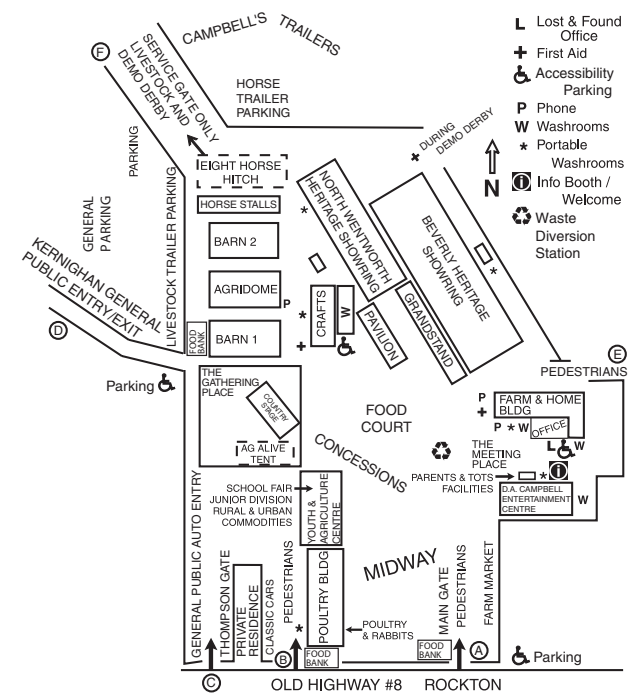 CAMPBELL'S TRAILERS
F
SERVICE GATE ONLY
LIVESTOCK AND
DEMO DERBY
HORSE
TRAILER
PARKING
L Lost & Found
Office
+ First Aid
♿ Accessibility
Parking
P Phone
W Washrooms
* Portable
Washrooms
N
i Info Booth /
Welcome
♻ Waste
Diversion
Station
DURING
DEMO DERBY
PARKING
GENERAL
PARKING
LIVESTOCK TRAILER PARKING
EIGHT HORSE
HITCH
HORSE STALLS
BARN 2
AGRIDOME
P
BARN 1
FOOD
BANK
*
NORTH WENTWORTH
HERITAGE SHOWRING
BEVERLY HERITAGE
SHOWRING
*
GRANDSTAND
PAVILION
*
+
CRAFTS
W
♿
KERNIGHAN GENERAL
PUBLIC ENTRY/EXIT
D
Parking ♿
THE
GATHERING
PLACE
COUNTRY
STAGE
AG ALIVE
TENT
FOOD
COURT
CONCESSIONS
E
PEDESTRIANS
P
+
FARM & HOME
BLDG
P * W
OFFICE
L ♿ W
♻
THE
MEETING
PLACE
PARENTS & TOTS
FACILITIES
* i
D.A. CAMPBELL
ENTERTAINMENT
CENTRE
W
SCHOOL FAIR
JUNIOR DIVISION
RURAL & URBAN
COMMODITIES
YOUTH &
AGRICULTURE
CENTRE
MIDWAY
GENERAL PUBLIC AUTO ENTRY
THOMPSON GATE
PRIVATE
RESIDENCE
CLASSIC CARS
PEDESTRIANS
*
POULTRY BLDG
POULTRY
& RABBITS
FOOD
BANK
MAIN GATE
PEDESTRIANS
FARM MARKET
FOOD
BANK
A
B
C
♿ Parking
OLD HIGHWAY #8 ROCKTON